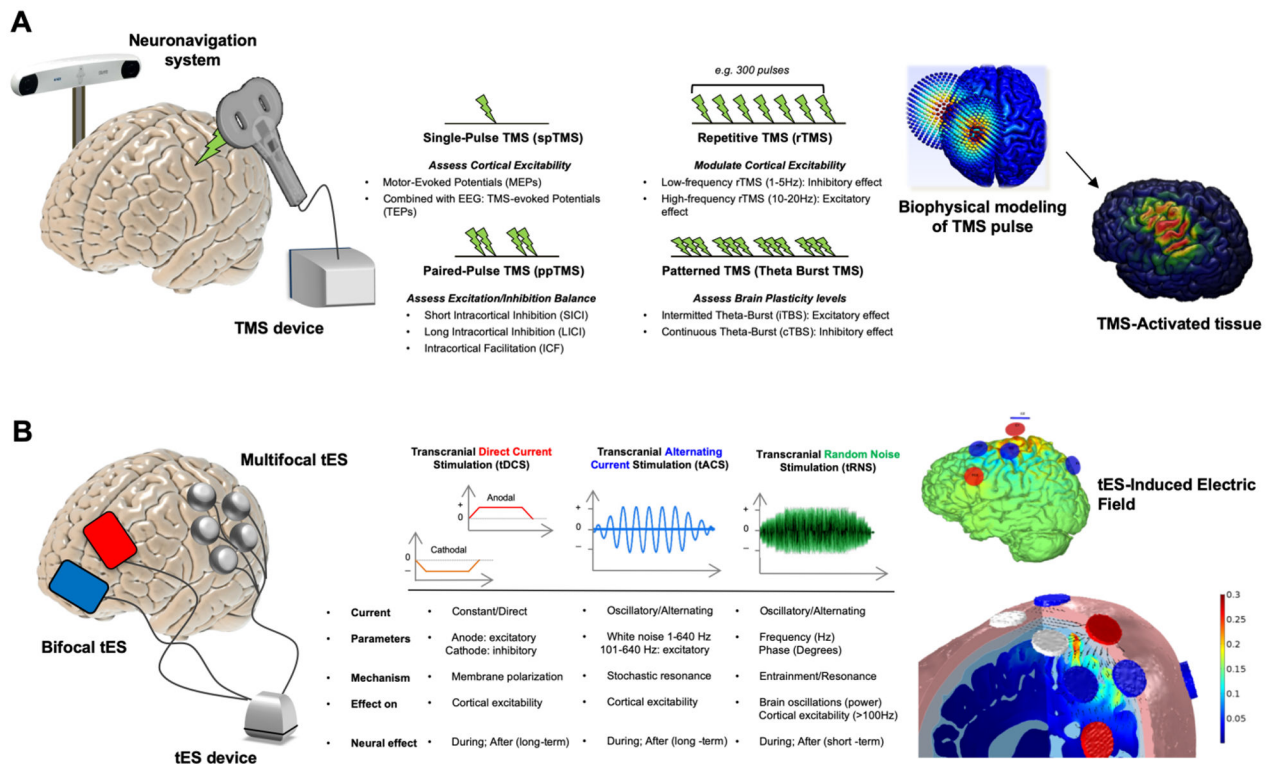 A
Neuronavigation
system
TMS device
Single-Pulse TMS (spTMS)
Assess Cortical Excitability
• Motor-Evoked Potentials (MEPs)
• Combined with EEG: TMS-evoked Potentials
(TEPs)
Paired-Pulse TMS (ppTMS)
Assess Excitation/Inhibition Balance
• Short Intracortical Inhibition (SICI)
• Long Intracortical Inhibition (LICI)
• Intracortical Facilitation (ICF)
e.g. 300 pulses
Repetitive TMS (rTMS)
Modulate Cortical Excitability
• Low-frequency rTMS (1-5Hz): Inhibitory effect
• High-frequency rTMS (10-20Hz): Excitatory
effect
Patterned TMS (Theta Burst TMS)
Assess Brain Plasticity levels
• Intermitted Theta-Burst (iTBS): Excitatory effect
• Continuous Theta-Burst (cTBS): Inhibitory effect
Biophysical modeling
of TMS pulse
TMS-Activated tissue
B
Multifocal tES
Bifocal tES
tES device
Transcranial Direct Current
Stimulation (tDCS)
Anodal
+
0
Cathodal
0
–
Transcranial Alternating
Current Stimulation (tACS)
+
0
–
Transcranial Random Noise
Stimulation (tRNS)
+
0
–
• Current • Constant/Direct • Oscillatory/Alternating • Oscillatory/Alternating
• Parameters • Anode: excitatory • White noise 1-640 Hz • Frequency (Hz)
Cathode: inhibitory 101-640 Hz: excitatory Phase (Degrees)
• Mechanism • Membrane polarization • Stochastic resonance • Entrainment/Resonance
• Effect on • Cortical excitability • Cortical excitability • Brain oscillations (power)
Cortical excitability (>100Hz)
• Neural effect • During; After (long-term) • During; After (long -term) • During; After (short -term)
tES-Induced Electric
Field
0.3
0.25
0.2
0.15
0.1
0.05